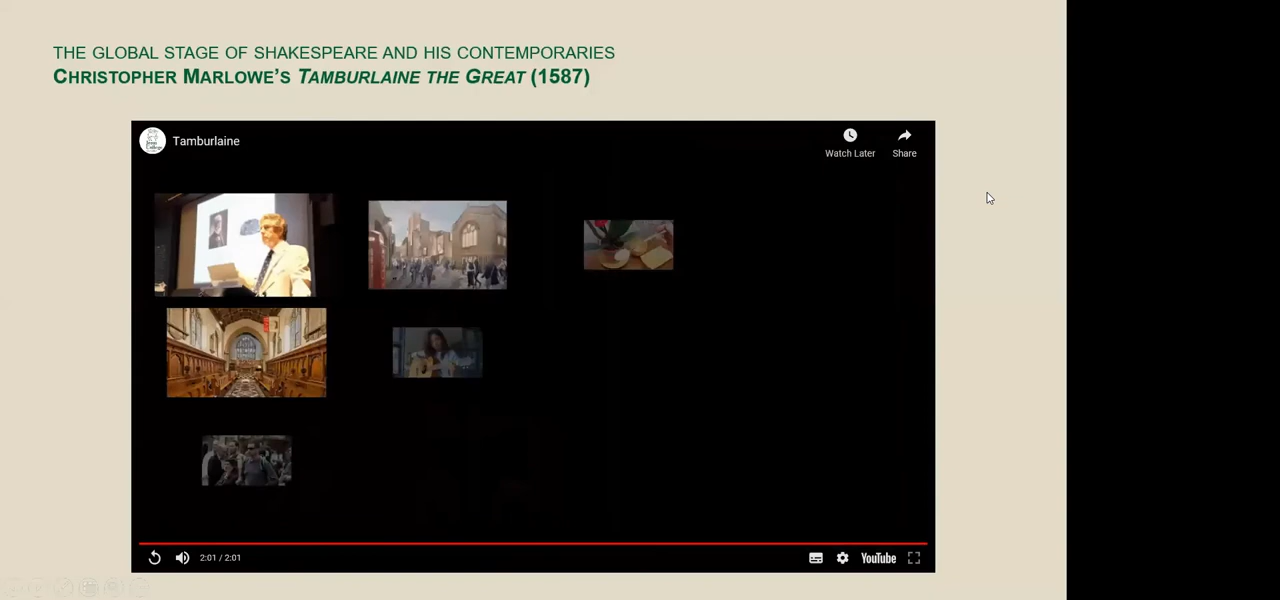 THE GLOBAL STAGE OF SHAKESPEARE AND HIS CONTEMPORARIES
CHRISTOPHER MARLOWE'S TAMBURLAINE THE GREAT (1587)
Tamburlaine
Watch Later
Share
2:01 / 2:01
YouTube